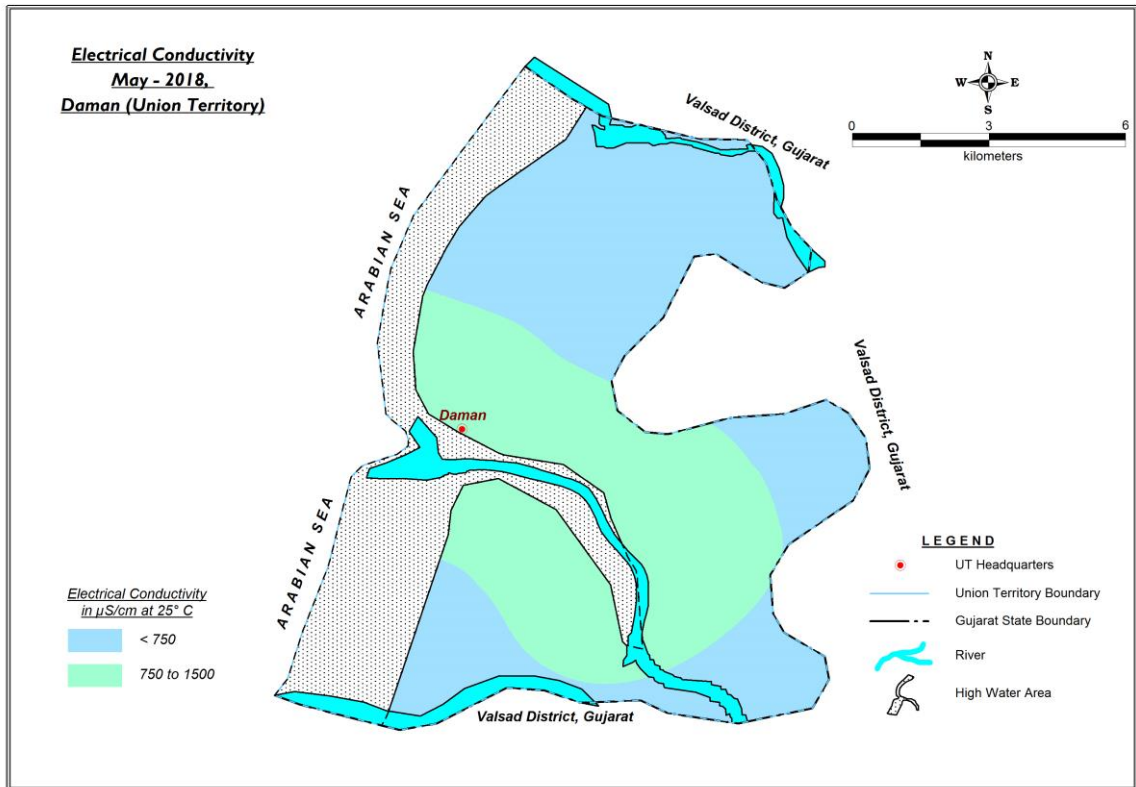 Electrical Conductivity
May - 2018,
Daman (Union Territory)
N
W E
S
0 3 6
kilometers
Valsad District, Gujarat
ARABIAN SEA
Daman
Valsad District, Gujarat
ARABIAN SEA
Valsad District, Gujarat
Electrical Conductivity
in µS/cm at 25° C
< 750
750 to 1500
LEGEND
UT Headquarters
Union Territory Boundary
Gujarat State Boundary
River
High Water Area